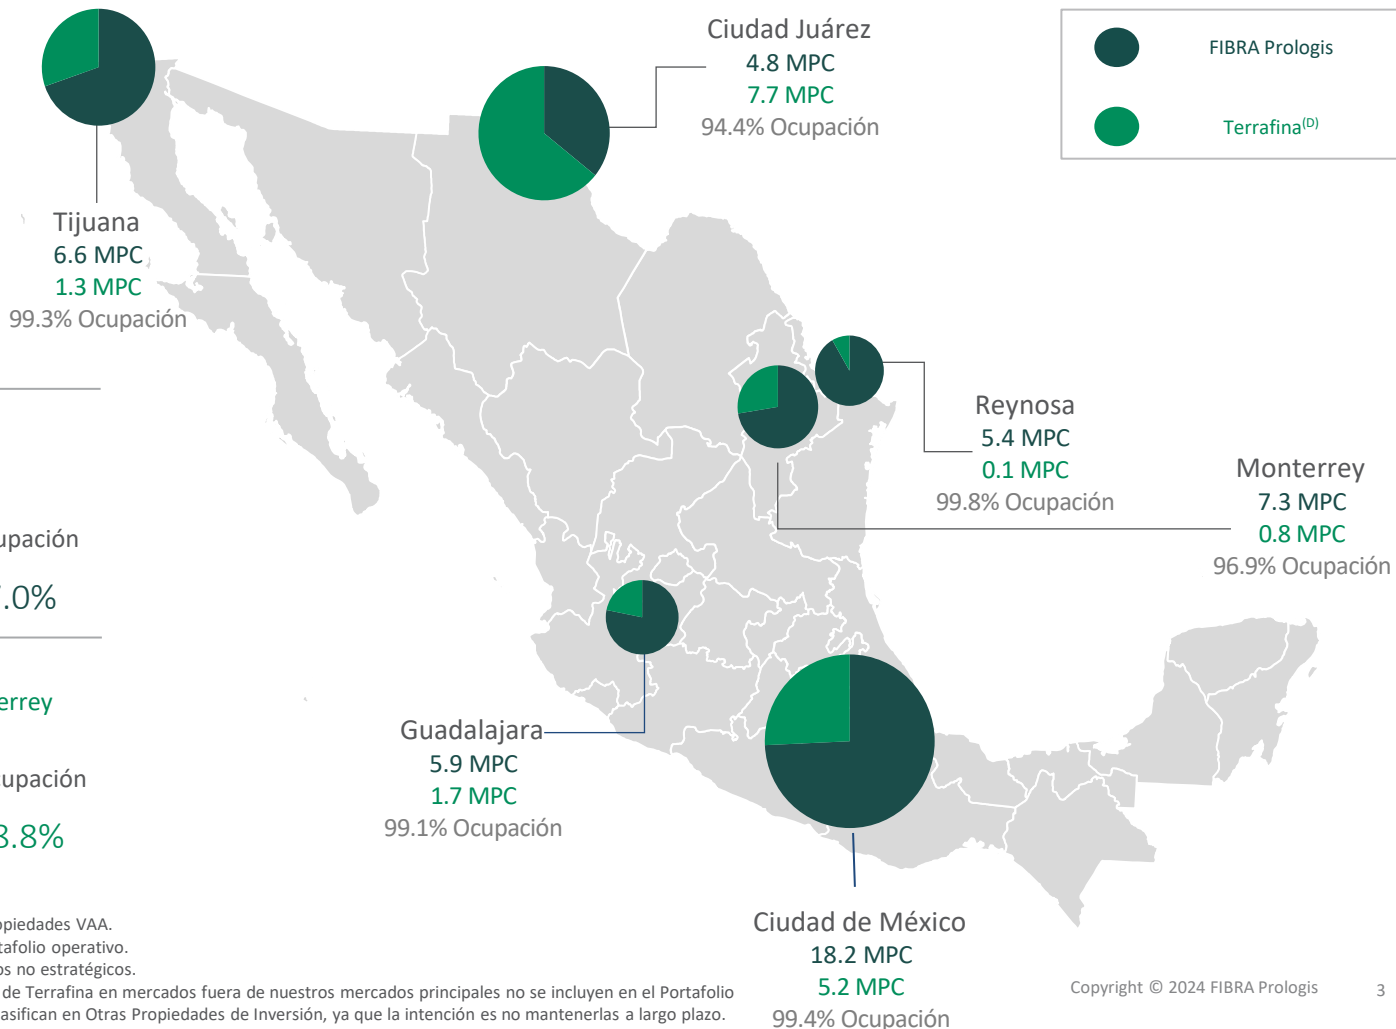 Ciudad Juárez
4.8 MPC
7.7 MPC
94.4% Ocupación
FIBRA Prologis
Terrafina(D)
Tijuana
6.6 MPC
1.3 MPC
99.3% Ocupación
Reynosa
5.4 MPC
0.1 MPC
99.8% Ocupación
Monterrey
7.3 MPC
0.8 MPC
96.9% Ocupación
upación
.0%
errey
cupación
8.8%
Guadalajara
5.9 MPC
1.7 MPC
99.1% Ocupación
Ciudad de México
18.2 MPC
5.2 MPC
99.4% Ocupación
opiedades VAA.
rtafolio operativo.
os no estratégicos.
de Terrafina en mercados fuera de nuestros mercados principales no se incluyen en el Portafolio
asifican en Otras Propiedades de Inversión, ya que la intención es no mantenerlas a largo plazo.
Copyright © 2024 FIBRA Prologis 3